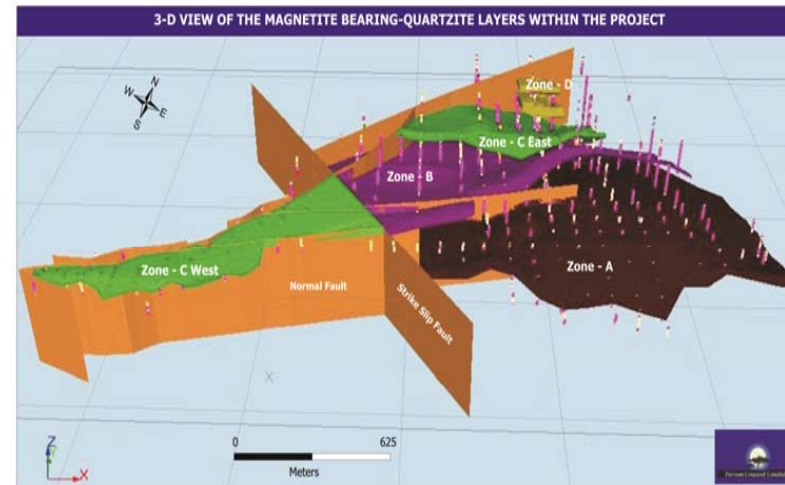 3-D VIEW OF THE MAGNETITE BEARING-QUARTZITE LAYERS WITHIN THE PROJECT
N
W
E
S
Zone - D
Zone - C East
Zone - B
Zone - C West
Zone - A
Normal Fault
Strike Slip Fault
X
Z
Y
X
0 625
Meters